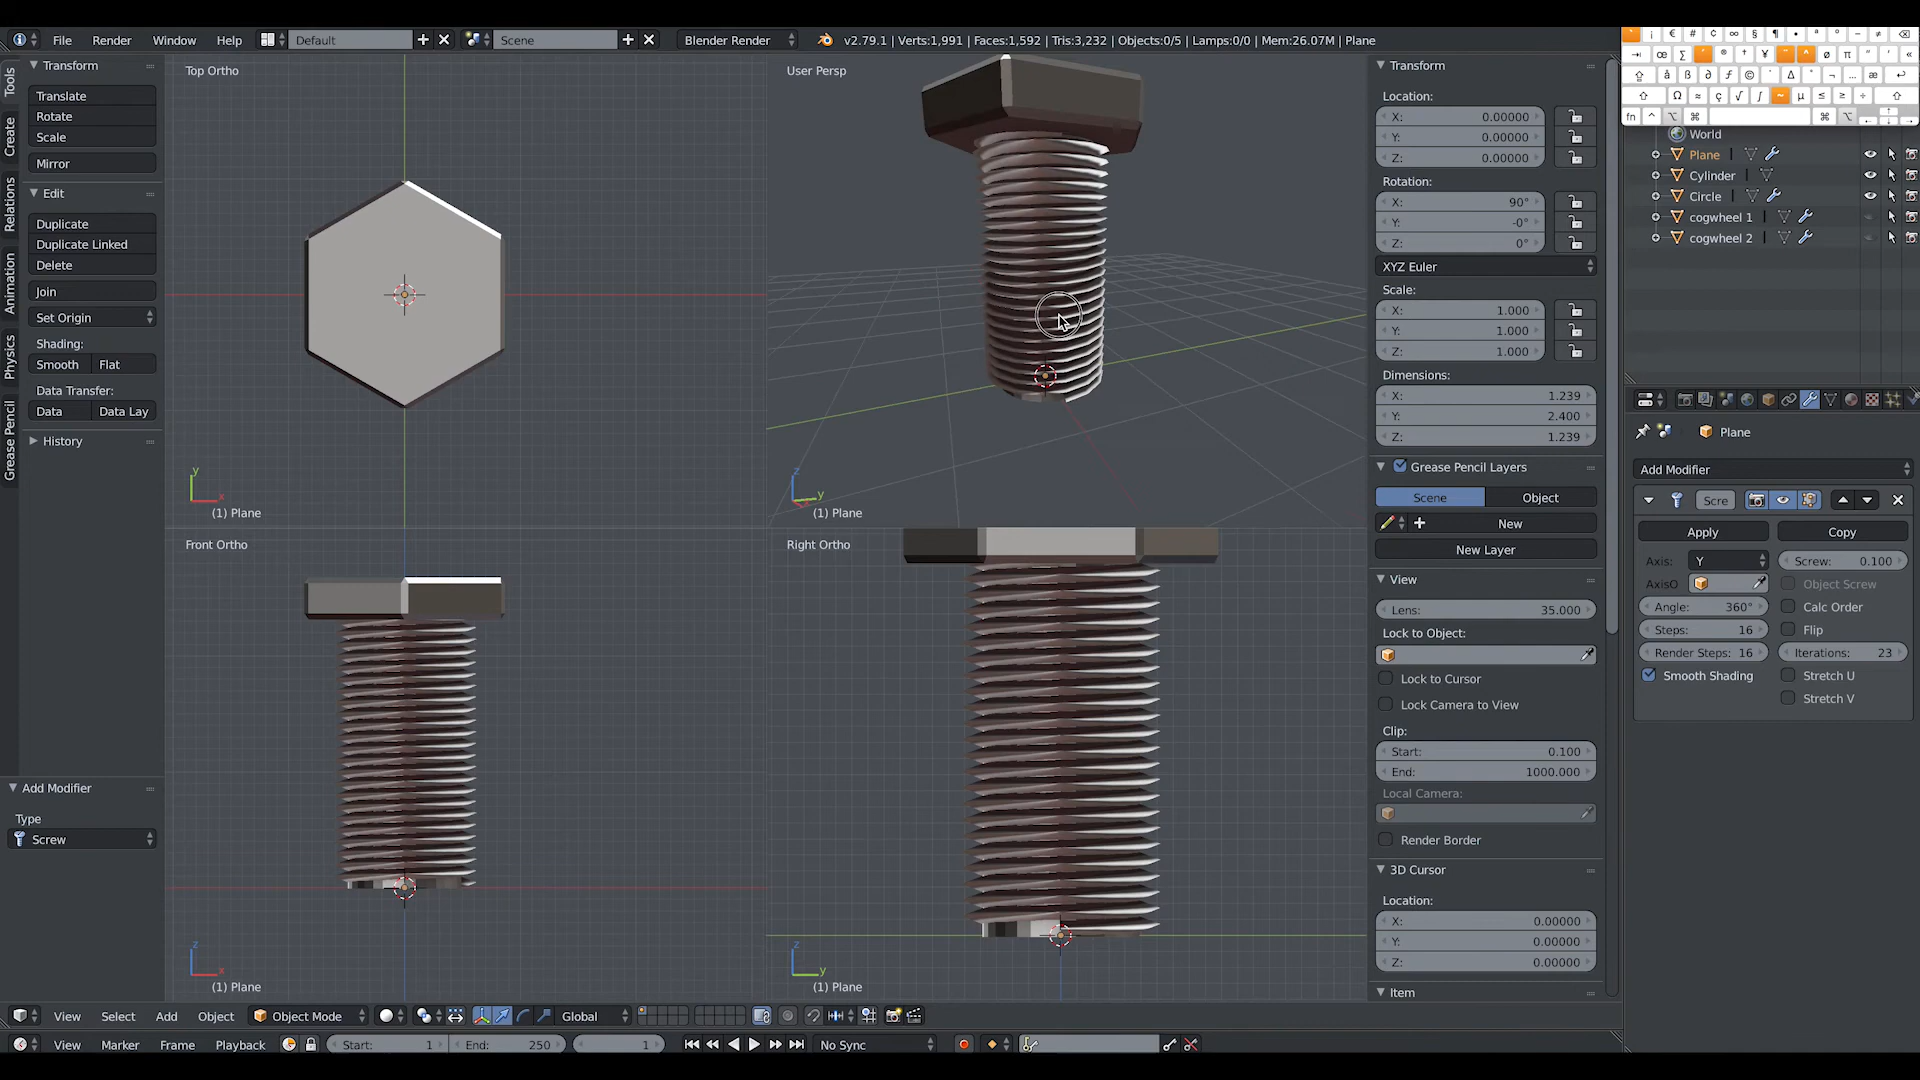 File Render Window Help Default Scene Blender Render v2.79.1 | Verts:1,991 | Faces:1,592 | Tris:3,232 | Objects:0/5 | Lamps:0/0 | Mem:26.07M | Plane
Tools
Create
Relations
Animation
Physics
Grease Pencil
Transform
Translate
Rotate
Scale
Mirror
Edit
Duplicate
Duplicate Linked
Delete
Join
Set Origin
Shading:
Smooth Flat
Data Transfer:
Data Data Lay
History
Add Modifier
Type
Screw
Top Ortho
(1) Plane
User Persp
(1) Plane
Front Ortho
(1) Plane
Right Ortho
(1) Plane
Transform
Location:
X: 0.00000
Y: 0.00000
Z: 0.00000
Rotation:
X: 90°
Y: -0°
Z: 0°
XYZ Euler
Scale:
X: 1.000
Y: 1.000
Z: 1.000
Dimensions:
X: 1.239
Y: 2.400
Z: 1.239
Grease Pencil Layers
Scene Object
New
New Layer
View
Lens: 35.000
Lock to Object:
Lock to Cursor
Lock Camera to View
Clip:
Start: 0.100
End: 1000.000
Local Camera:
Render Border
3D Cursor
Location:
X: 0.00000
Y: 0.00000
Z: 0.00000
Item
fn
World
Plane
Cylinder
Circle
cogwheel 1
cogwheel 2
Plane
Add Modifier
Scre
Apply Copy
Axis: Y Screw: 0.100
AxisO Object Screw
Angle: 360° Calc Order
Steps: 16 Flip
Render Steps: 16 Iterations: 23
Smooth Shading Stretch U
Stretch V
View Select Add Object Object Mode Global
View Marker Frame Playback Start: 1 End: 250 1 No Sync